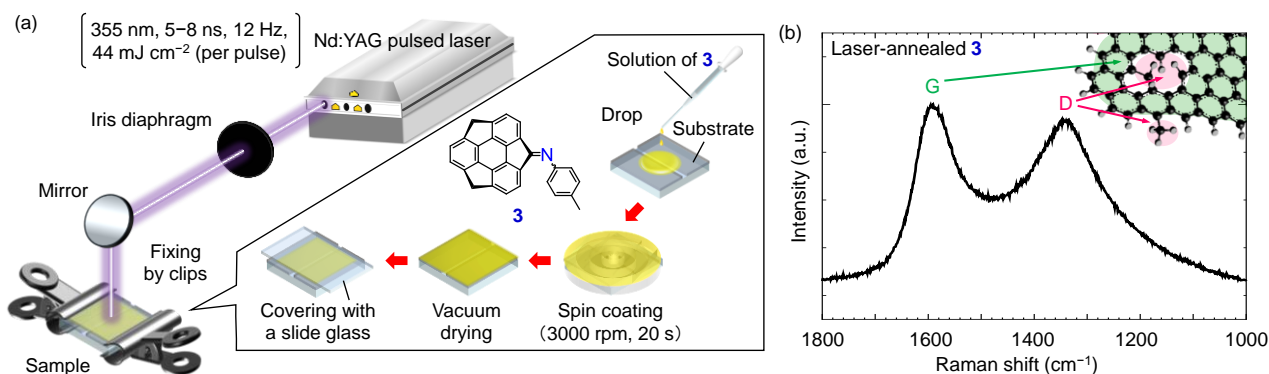 (a)
355 nm, 5−8 ns, 12 Hz,
44 mJ cm−2 (per pulse)
Nd:YAG pulsed laser
Iris diaphragm
Mirror
Fixing
by clips
Sample
Solution of 3
Drop
Substrate
N
3
Covering with
a slide glass
Vacuum
drying
Spin coating
(3000 rpm, 20 s)
(b)
Laser-annealed 3
G
D
Intensity (a.u.)
1800 1600 1400 1200 1000
Raman shift (cm−1)